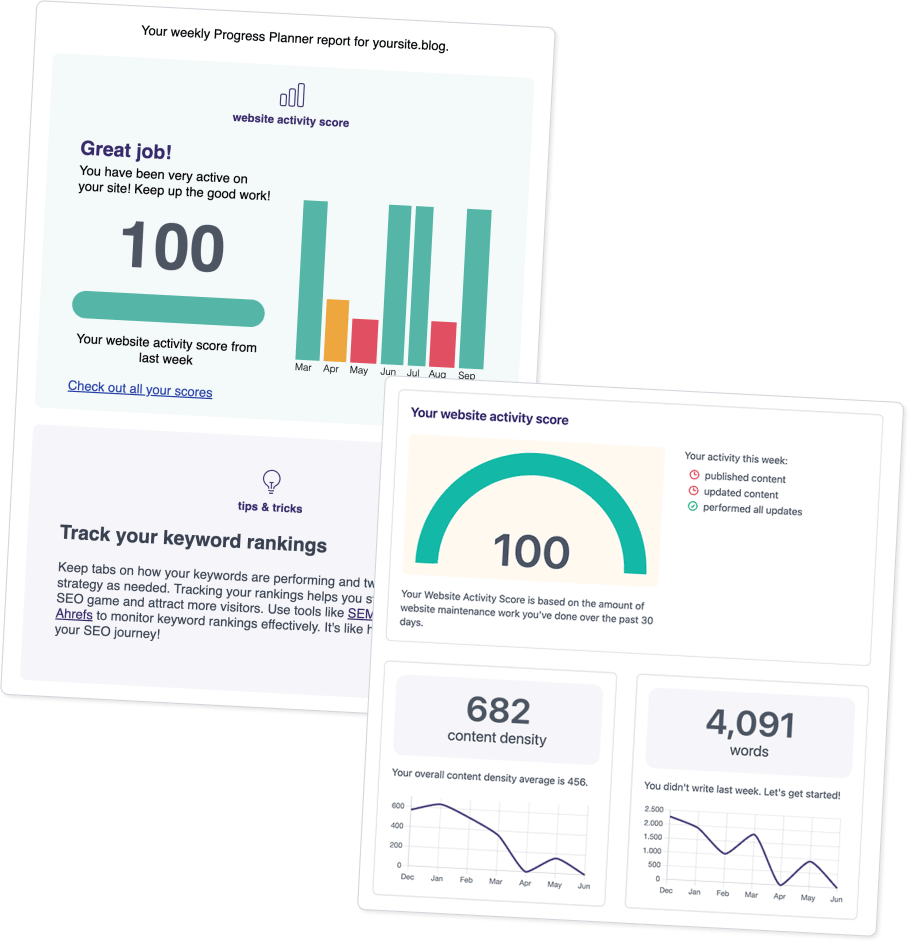 Your weekly Progress Planner report for yoursite.blog.
website activity score
Great job!
You have been very active on
your site! Keep up the good work!
100
Your website activity score from
last week
Check out all your scores
Mar Apr May Jun Jul Aug Sep
tips & tricks
Track your keyword rankings
Keep tabs on how your keywords are performing and
strategy as needed. Tracking your rankings helps you
SEO game and attract more visitors. Use tools like
Ahrefs to monitor keyword rankings effectively. It's like
your SEO journey!
Your website activity score
100
Your activity this week:
published content
updated content
performed all updates
Your Website Activity Score is based on the amount of
website maintenance work you've done over the past 30
days.
682
content density
Your overall content density average is 456.
600
400
200
0
Dec Jan Feb Mar Apr May Jun
4,091
words
You didn't write last week. Let's get started!
2.500
2.000
1.500
1.000
500
0
Dec Jan Feb Mar Apr May Jun